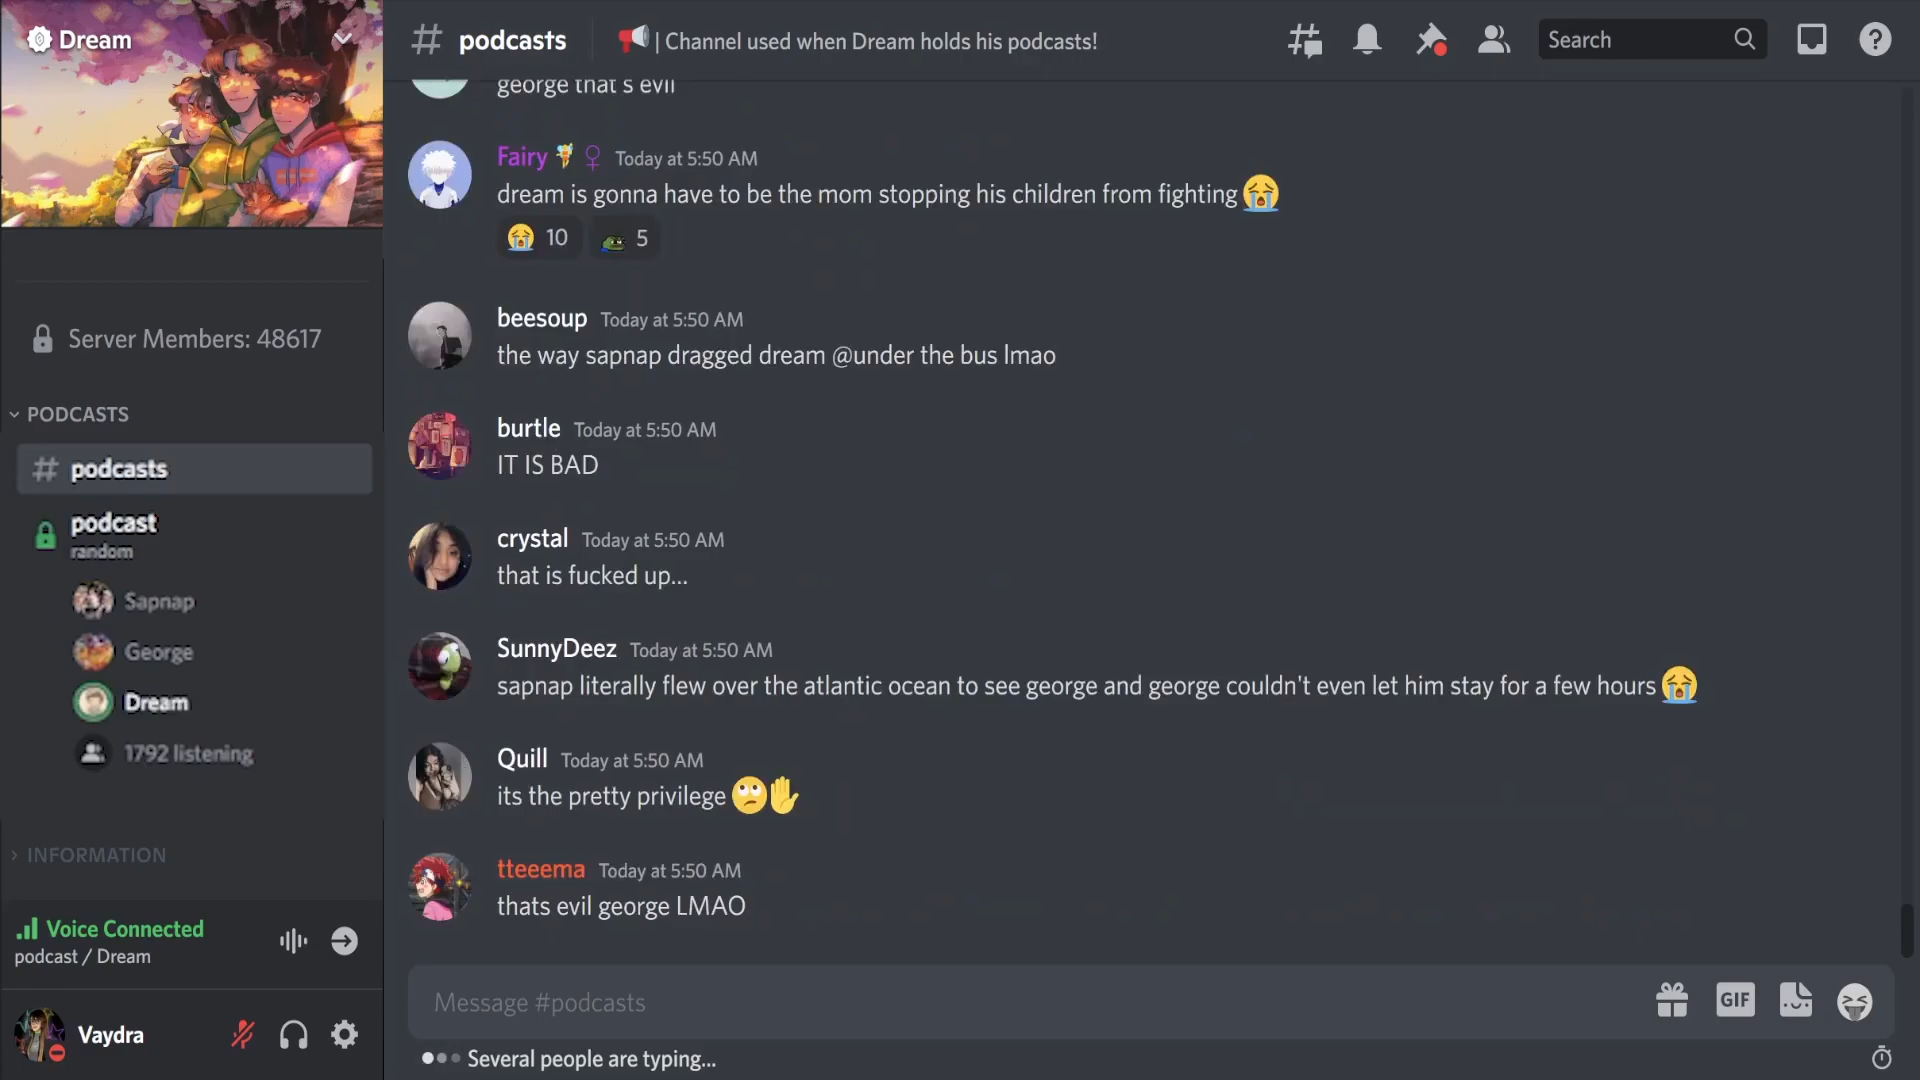 Dream
Server Members: 48617
PODCASTS
podcasts
podcast
random
Sapnap
George
Dream
1792 listening
INFORMATION
Voice Connected
podcast / Dream
Vaydra
podcasts
| Channel used when Dream holds his podcasts!
Search
george that's evil
Fairy Today at 5:50 AM
dream is gonna have to be the mom stopping his children from fighting 😭
😭 10 5
beesoup Today at 5:50 AM
the way sapnap dragged dream @under the bus lmao
burtle Today at 5:50 AM
IT IS BAD
crystal Today at 5:50 AM
that is fucked up...
SunnyDeez Today at 5:50 AM
sapnap literally flew over the atlantic ocean to see george and george couldn't even let him stay for a few hours 😭
Quill Today at 5:50 AM
its the pretty privilege 🙄✋
tteeema Today at 5:50 AM
thats evil george LMAO
Message #podcasts
GIF
Several people are typing...